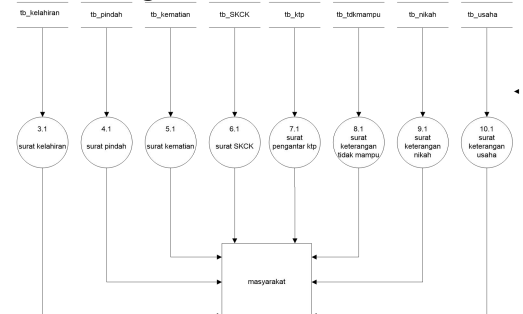 tb_kelahiran tb_pindah tb_kematian tb_SKCK tb_ktp tb_tdkmampu tb_nikah tb_usaha
3.1
surat kelahiran
4.1
surat pindah
5.1
surat kematian
6.1
surat SKCK
7.1
surat
pengantar ktp
8.1
surat
keterangan
tidak mampu
9.1
surat
keterangan
nikah
10.1
surat
keterangan
usaha
masyarakat